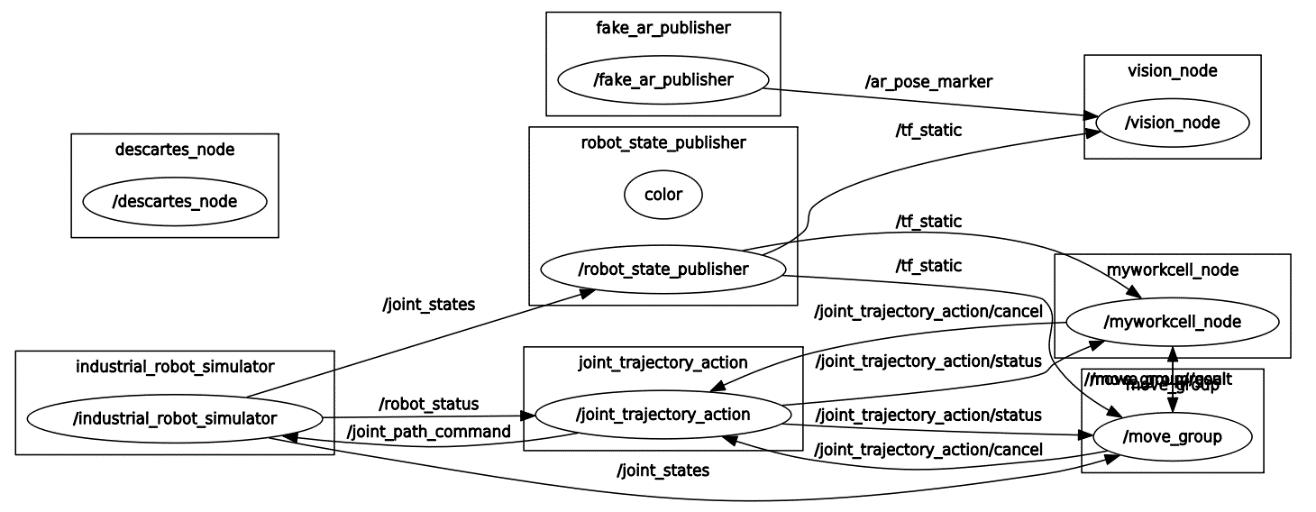 fake_ar_publisher
/fake_ar_publisher
/ar_pose_marker
vision_node
/vision_node
/tf_static
descartes_node
/descartes_node
robot_state_publisher
color
/robot_state_publisher
/tf_static
/tf_static
myworkcell_node
/myworkcell_node
/joint_states
/joint_trajectory_action/cancel
industrial_robot_simulator
/industrial_robot_simulator
/robot_status
/joint_path_command
joint_trajectory_action
/joint_trajectory_action
/joint_trajectory_action/status
/joint_trajectory_action/status
/joint_trajectory_action/cancel
move_group
/move_group
/joint_states